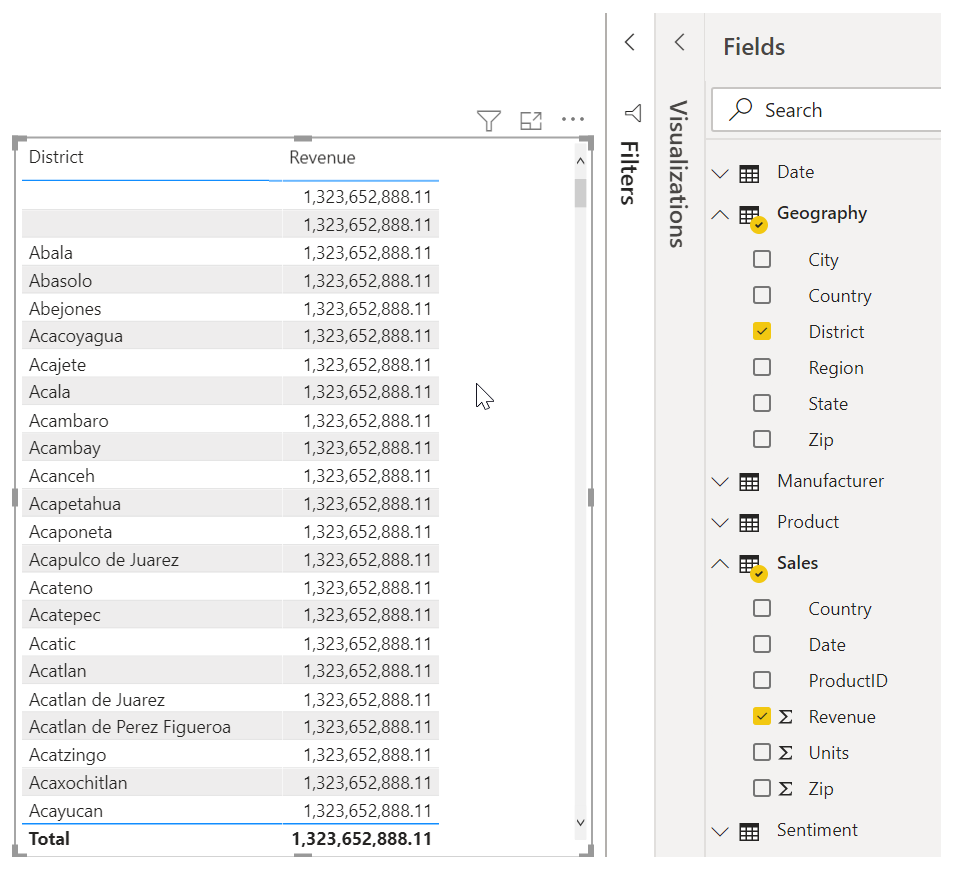 District Revenue
1,323,652,888.11
1,323,652,888.11
Abala 1,323,652,888.11
Abasolo 1,323,652,888.11
Abejones 1,323,652,888.11
Acacoyagua 1,323,652,888.11
Acajete 1,323,652,888.11
Acala 1,323,652,888.11
Acambaro 1,323,652,888.11
Acambay 1,323,652,888.11
Acanceh 1,323,652,888.11
Acapetahua 1,323,652,888.11
Acaponeta 1,323,652,888.11
Acapulco de Juarez 1,323,652,888.11
Acateno 1,323,652,888.11
Acatepec 1,323,652,888.11
Acatic 1,323,652,888.11
Acatlan 1,323,652,888.11
Acatlan de Juarez 1,323,652,888.11
Acatlan de Perez Figueroa 1,323,652,888.11
Acatzingo 1,323,652,888.11
Acaxochitlan 1,323,652,888.11
Acayucan 1,323,652,888.11
Total 1,323,652,888.11
Filters
Visualizations
Fields
Search
Date
Geography
City
Country
District
Region
State
Zip
Manufacturer
Product
Sales
Country
Date
ProductID
Σ Revenue
Σ Units
Σ Zip
Sentiment